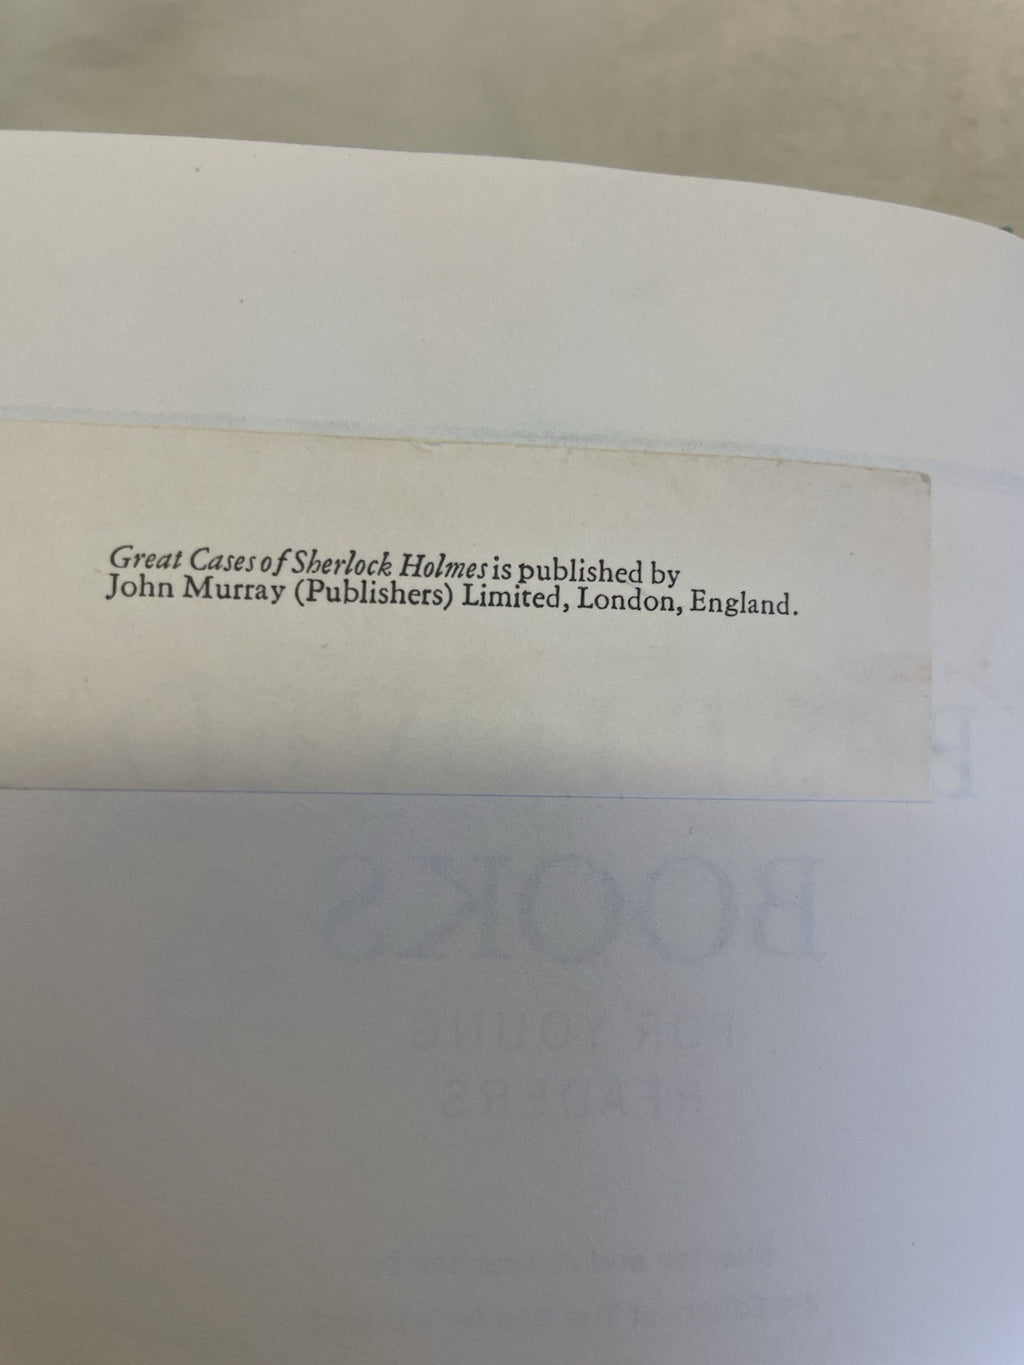 Great Cases of Sherlock Holmes is published by
John Murray (Publishers) Limited, London, England.
BOOKS
FOR YOUNG
READERS